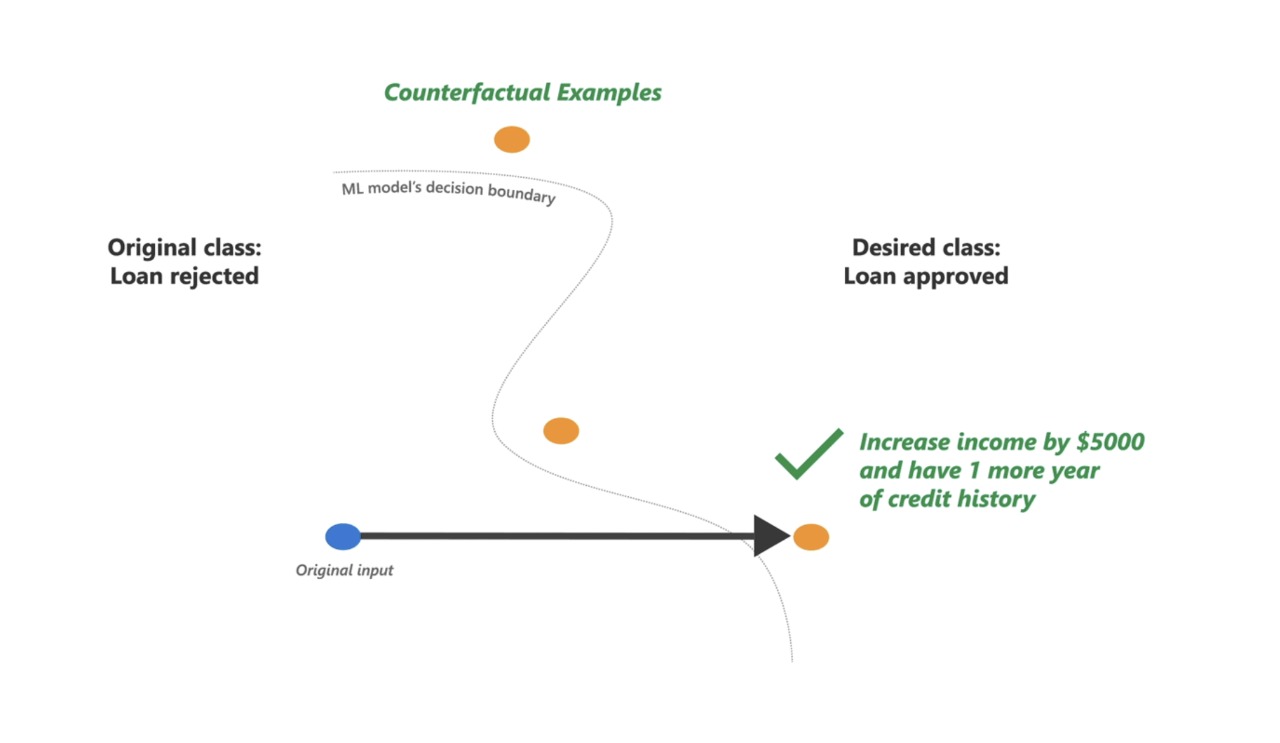 Counterfactual Examples
ML model's decision boundary
Original class:
Loan rejected
Desired class:
Loan approved
Increase income by $5000
and have 1 more year
of credit history
Original input